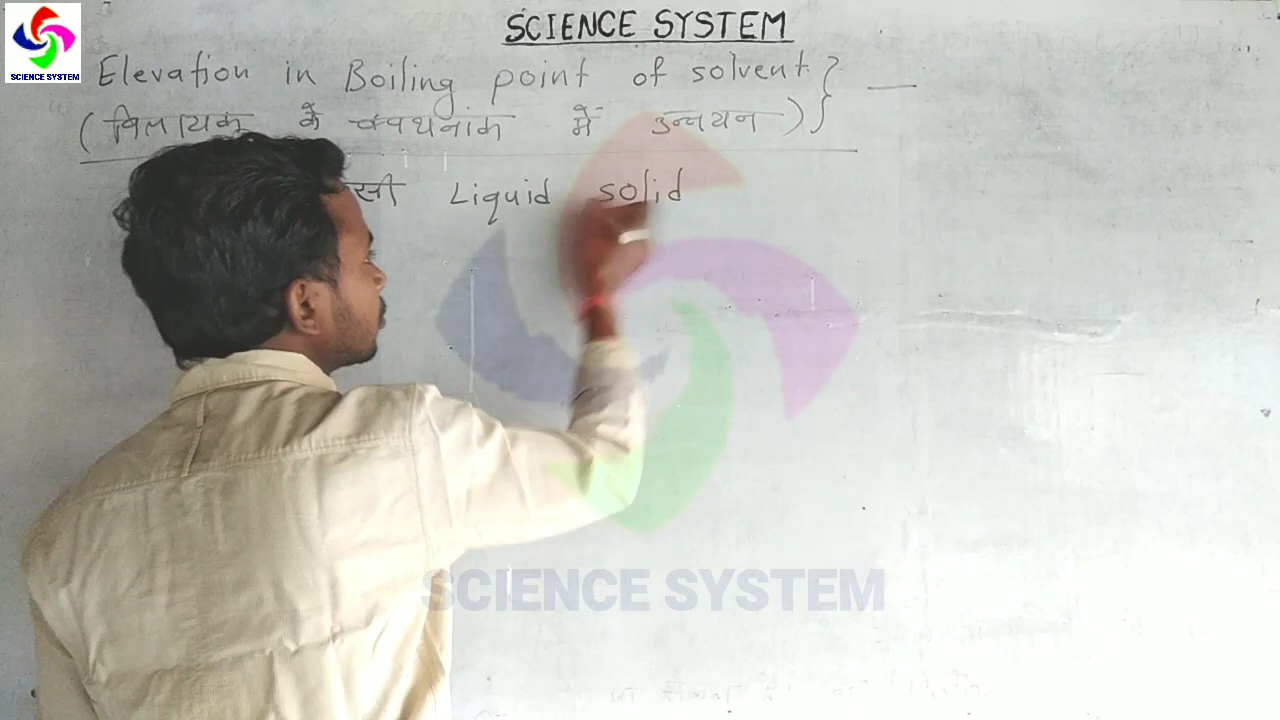 SCIENCE SYSTEM
SCIENCE SYSTEM
Elevation in Boiling point of solvent } —
(विलायक के क्वथनांक में उन्नयन) }
सी Liquid solid
SCIENCE SYSTEM